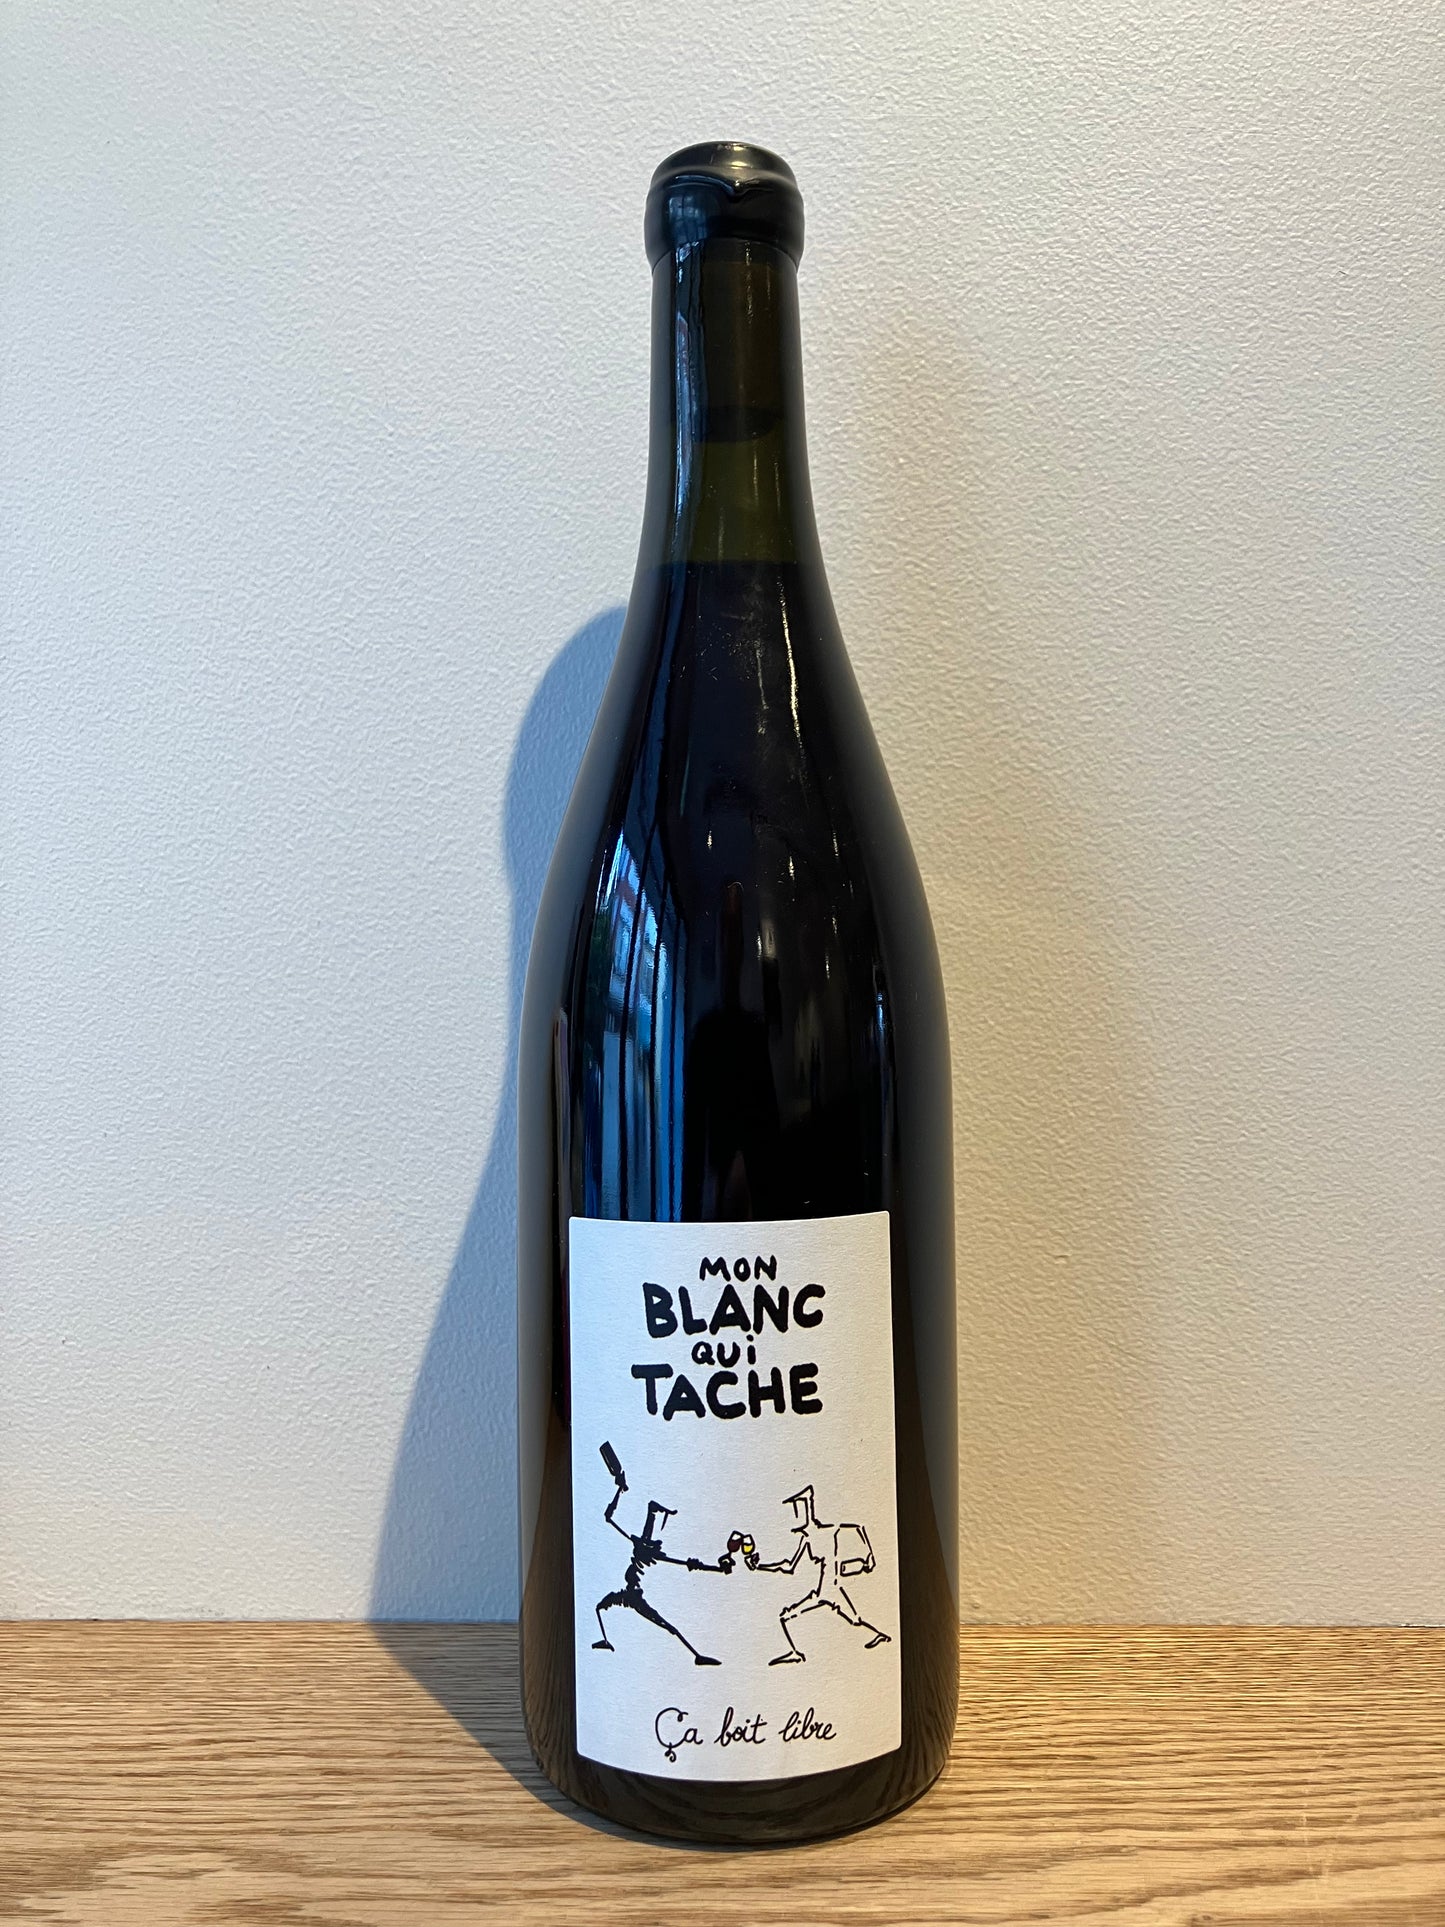 MON
BLANC
QUi
TACHE
Ça boit libre